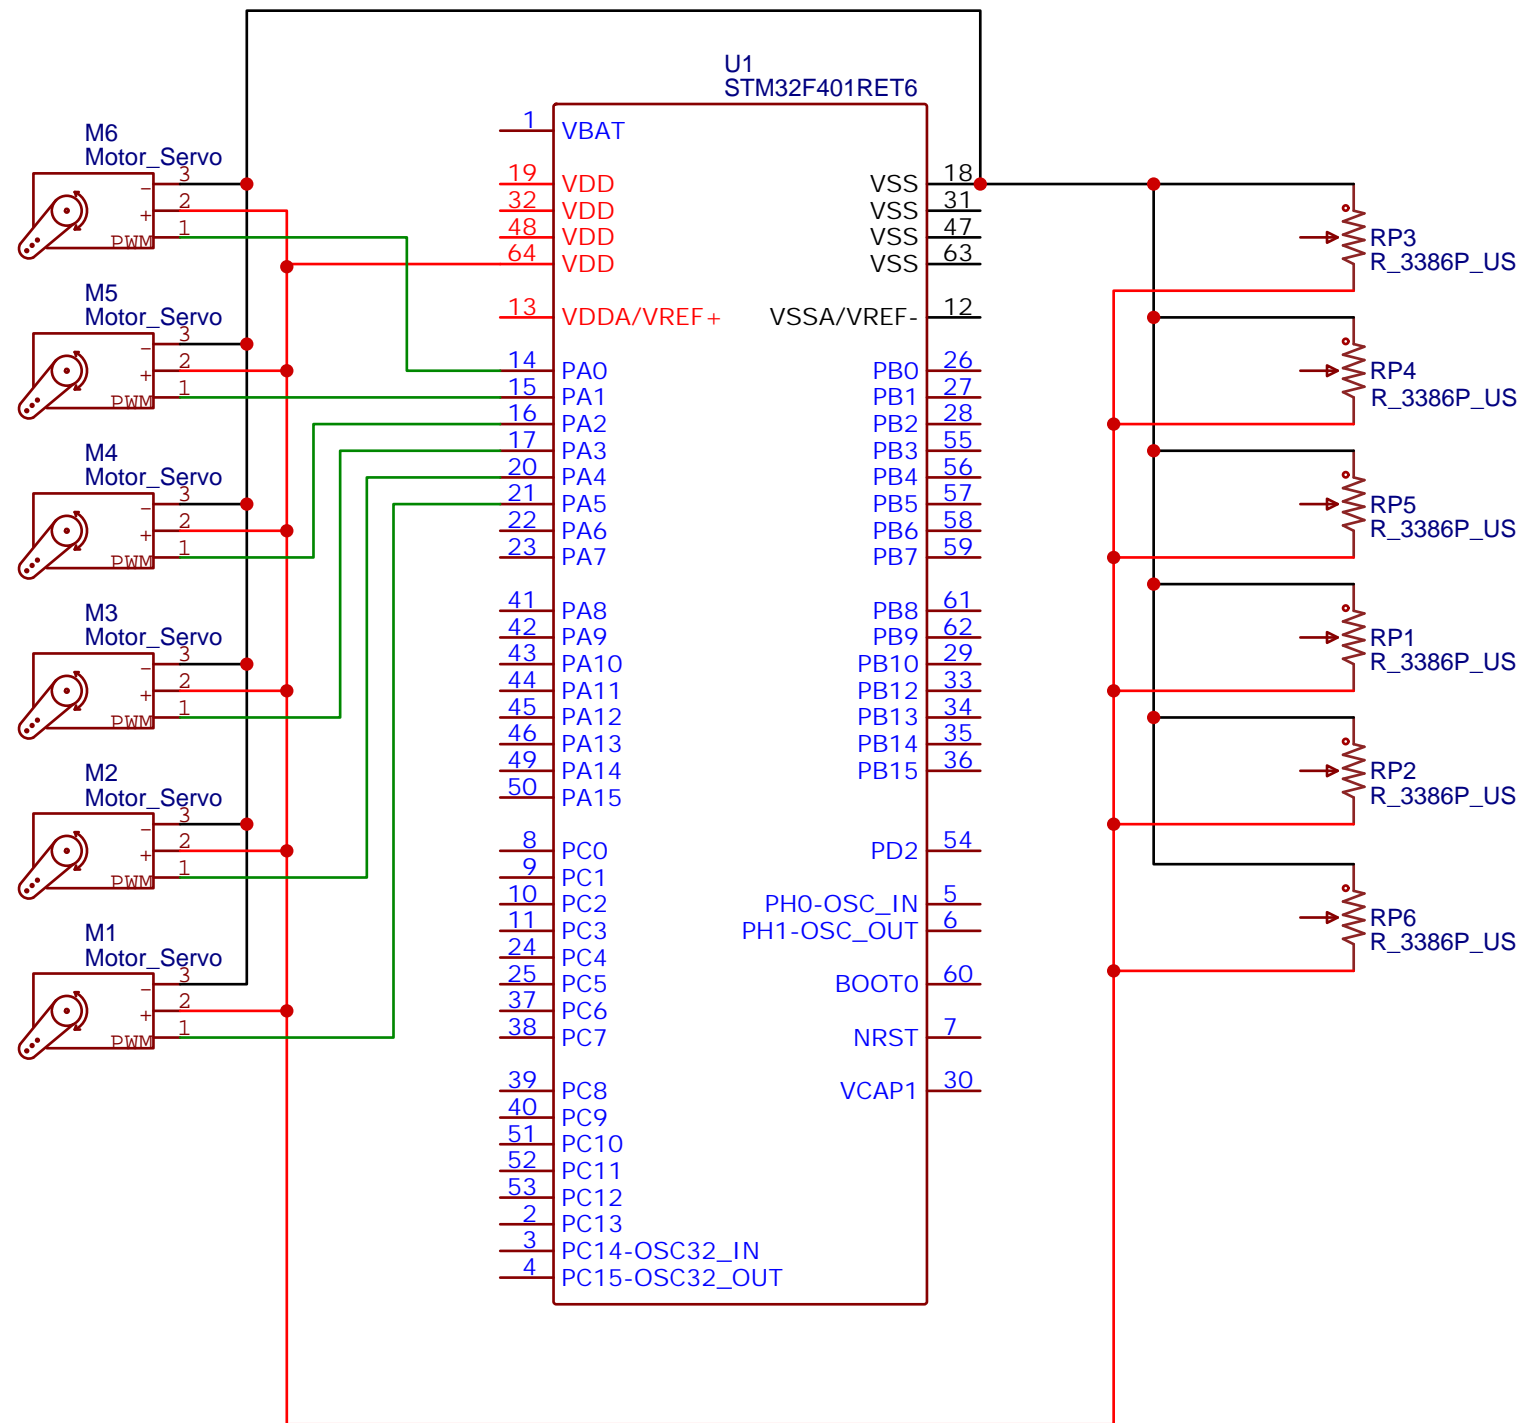 U1
STM32F401RET6
M6
Motor_Servo
3
-
2
+
1
PWM
M5
Motor_Servo
3
-
2
+
1
PWM
M4
Motor_Servo
3
-
2
+
1
PWM
M3
Motor_Servo
3
-
2
+
1
PWM
M2
Motor_Servo
3
-
2
+
1
PWM
M1
Motor_Servo
3
-
2
+
1
PWM
1 VBAT
19 VDD
32 VDD
48 VDD
64 VDD
13 VDDA/VREF+
14 PA0
15 PA1
16 PA2
17 PA3
20 PA4
21 PA5
22 PA6
23 PA7
41 PA8
42 PA9
43 PA10
44 PA11
45 PA12
46 PA13
49 PA14
50 PA15
8 PC0
9 PC1
10 PC2
11 PC3
24 PC4
25 PC5
37 PC6
38 PC7
39 PC8
40 PC9
51 PC10
52 PC11
53 PC12
2 PC13
3 PC14-OSC32_IN
4 PC15-OSC32_OUT
VSS 18
VSS 31
VSS 47
VSS 63
VSSA/VREF- 12
PB0 26
PB1 27
PB2 28
PB3 55
PB4 56
PB5 57
PB6 58
PB7 59
PB8 61
PB9 62
PB10 29
PB12 33
PB13 34
PB14 35
PB15 36
PD2 54
PH0-OSC_IN 5
PH1-OSC_OUT 6
BOOT0 60
NRST 7
VCAP1 30
RP3
R_3386P_US
RP4
R_3386P_US
RP5
R_3386P_US
RP1
R_3386P_US
RP2
R_3386P_US
RP6
R_3386P_US